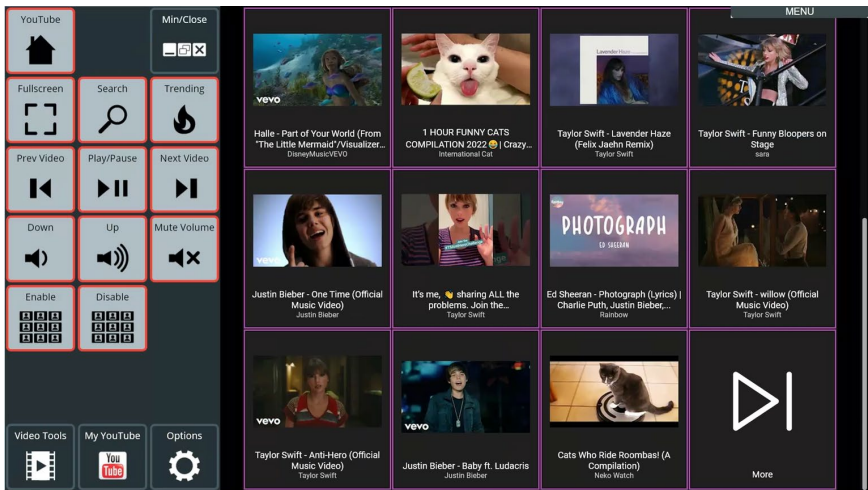 YouTube
Min/Close
Fullscreen
Search
Trending
Prev Video
Play/Pause
Next Video
Down
Up
Mute Volume
Enable
Disable
Video Tools
My YouTube
You
Tube
Options
MENU
vevo
Halle - Part of Your World (From
"The Little Mermaid"/Visualizer...
DisneyMusicVEVO
1 HOUR FUNNY CATS
COMPILATION 2022 😂 | Crazy...
International Cat
Lavender Haze
Taylor Swift - Lavender Haze
(Felix Jaehn Remix)
Taylor Swift
Taylor Swift - Funny Bloopers on
Stage
sara
vevo
Justin Bieber - One Time (Official
Music Video)
Justin Bieber
It's me, 👋 sharing ALL the
problems. Join the...
Taylor Swift
PHOTOGRAPH
ED SHEERAN
Ed Sheeran - Photograph (Lyrics) |
Charlie Puth, Justin Bieber,...
Rainbow
Taylor Swift - willow (Official
Music Video)
Taylor Swift
vevo
Taylor Swift - Anti-Hero (Official
Music Video)
Taylor Swift
vevo
Justin Bieber - Baby ft. Ludacris
Justin Bieber
Cats Who Ride Roombas! (A
Compilation)
Neko Watch
More